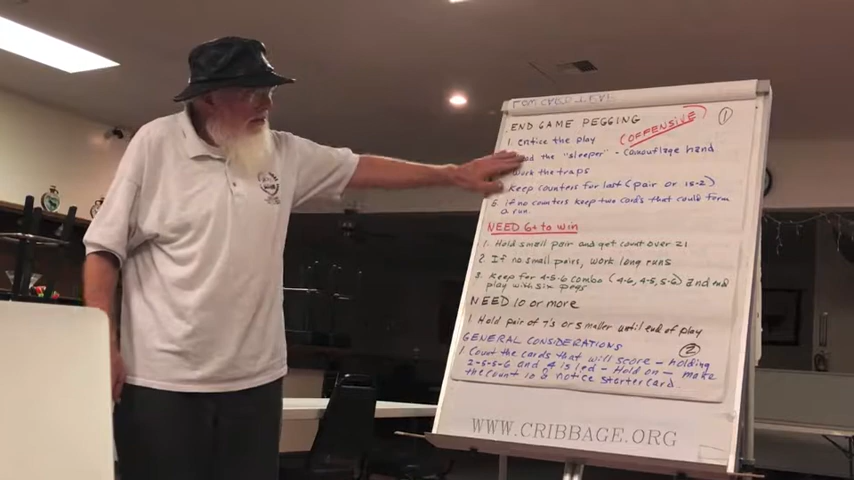 END GAME PEGGING
OFFENSIVE
1
1. entice the play
the "sleeper" - camouflage hand
work the traps
Keep counters for last (pair or 15-2)
5. if no counters keep two cards that could form
a run.
NEED 6+ to win
1. Hold small pair and get count over 21
2. If no small pairs, work long runs
3. Keep for 4-5-6 combo (4-6, 4-5, 5-6) and end
play with six pegs
NEED 10 or more
1 Hold pair of 7's or smaller until end of play
GENERAL CONSIDERATIONS
2
1. Count the cards that will score - Holding
2-5-5-6 and 4 is led - Hold on - make
the count 10 & notice starter card.
WWW.CRIBBAGE.ORG